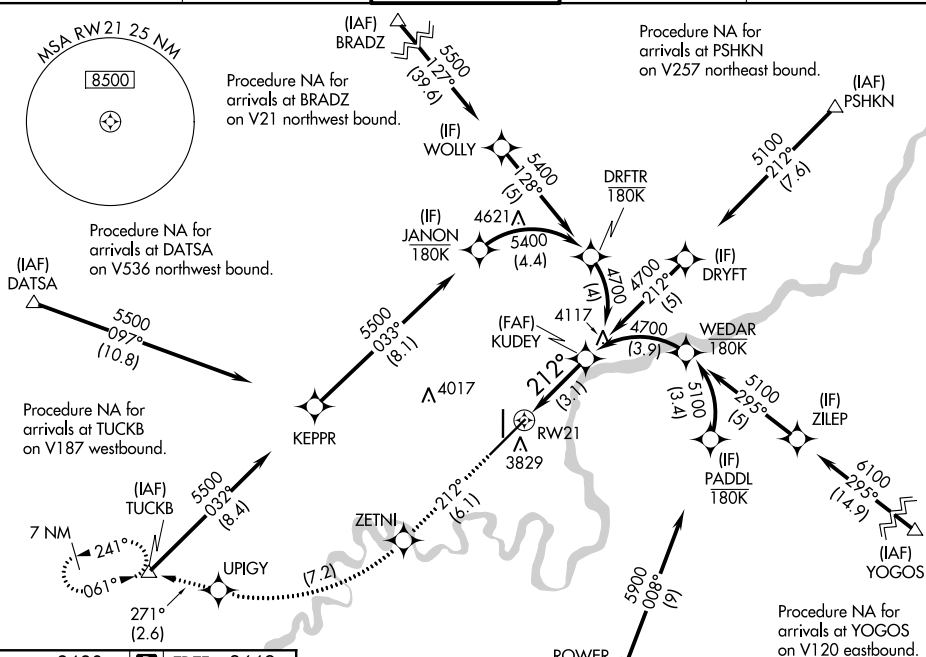 MSA RW 21 25 NM
8500
(IAF)
BRADZ
5500
127°
(39.6)
Procedure NA for
arrivals at BRADZ
on V21 northwest bound.
Procedure NA for
arrivals at PSHKN
on V257 northeast bound.
(IAF)
PSHKN
5100
212°
(7.6)
(IF)
WOLLY
5400
128°
(5)
DRFTR
180K
Procedure NA for
arrivals at DATSA
on V536 northwest bound.
(IF)
JANON
180K
4621
5400
(4.4)
4700
(4)
4700
212°
(5)
(IF)
DRYFT
(IAF)
DATSA
5500
097°
(10.8)
5500
033°
(8.1)
4117
(FAF)
KUDEY
4700
(3.9)
WEDAR
180K
212°
(3.1)
4017
5100
(3.4)
5100
295°
(5)
(IF)
ZILEP
Procedure NA for
arrivals at TUCKB
on V187 westbound.
KEPPR
RW21
3829
(IF)
PADDL
180K
6100
295°
(14.9)
(IAF)
YOGOS
(IAF)
TUCKB
5500
032°
(8.4)
212°
(6.1)
ZETNI
7 NM
241°
061°
UPIGY
(7.2)
271°
(2.6)
5900
008°
(9)
Procedure NA for
arrivals at YOGOS
on V120 eastbound.
POWER